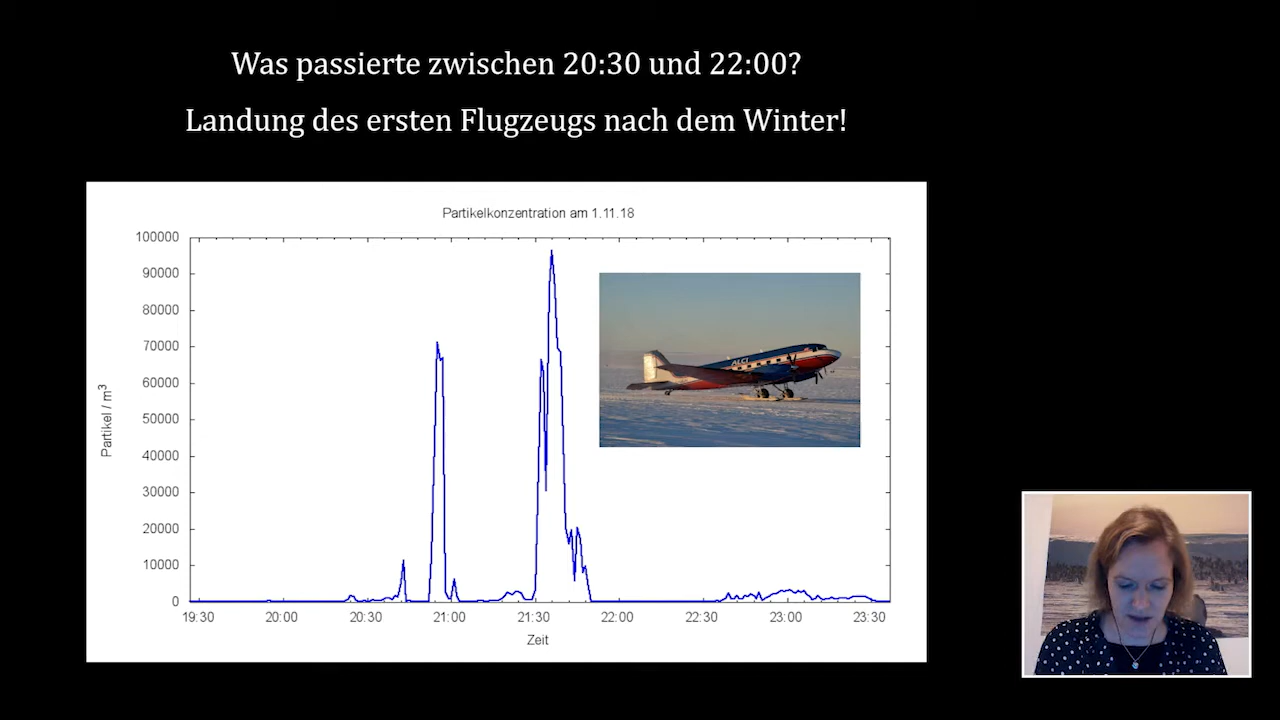 Was passierte zwischen 20:30 und 22:00?
Landung des ersten Flugzeugs nach dem Winter!
Partikelkonzentration am 1.11.18
100000
90000
80000
70000
60000
50000
40000
30000
20000
10000
0
Partikel / m³
19:30 20:00 20:30 21:00 21:30 22:00 22:30 23:00 23:30
Zeit
ALCI